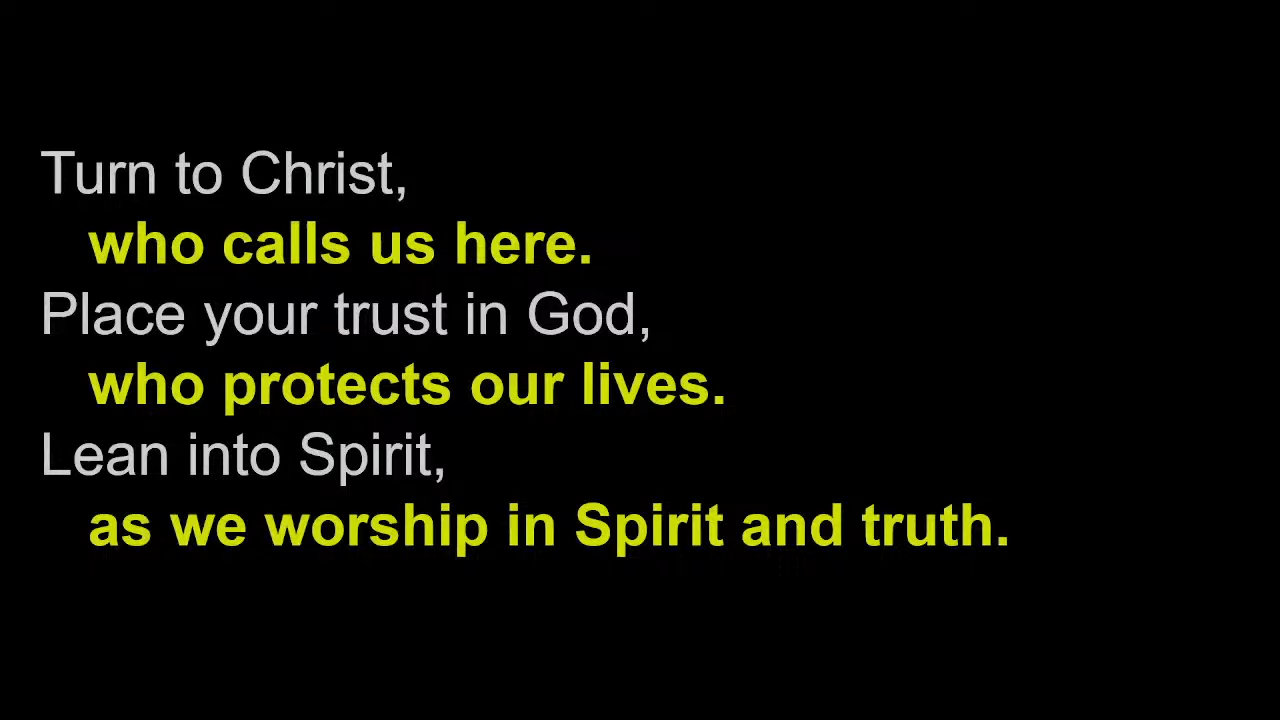 Turn to Christ,
who calls us here.
Place your trust in God,
who protects our lives.
Lean into Spirit,
as we worship in Spirit and truth.